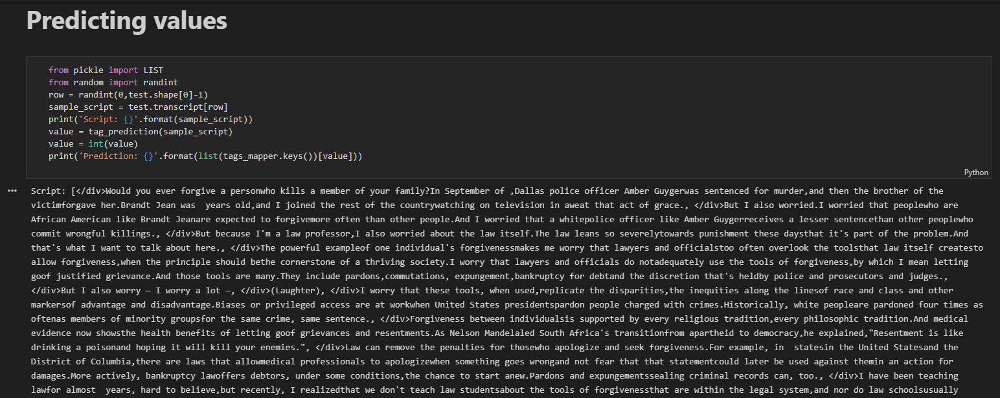 Predicting values
from pickle import LIST
from random import randint
row = randint(0,test.shape[0]-1)
sample_script = test.transcript[row]
print('Script: {}'.format(sample_script))
value = tag_prediction(sample_script)
value = int(value)
print('Prediction: {}'.format(list(tags_mapper.keys())[value]))
Python
Script: [</div>Would you ever forgive a personwho kills a member of your family?In September of ,Dallas police officer Amber Guygerwas sentenced for murder,and then the brother of the
victimforgave her.Brandt Jean was  years old,and I joined the rest of the countrywatching on television in aweat that act of grace., </div>But I also worried.I worried that peoplewho are
African American like Brandt Jeanare expected to forgivemore often than other people.And I worried that a whitepolice officer like Amber Guygerreceives a lesser sentencethan other peoplewho
commit wrongful killings., </div>But because I'm a law professor,I also worried about the law itself.The law leans so severelytowards punishment these daysthat it's part of the problem.And
that's what I want to talk about here., </div>The powerful exampleof one individual's forgivenessmakes me worry that lawyers and officialstoo often overlook the toolsthat law itself createsto
allow forgiveness,when the principle should bethe cornerstone of a thriving society.I worry that lawyers and officials do notadequately use the tools of forgiveness,by which I mean letting
goof justified grievance.And those tools are many.They include pardons,commutations, expungement,bankruptcy for debtand the discretion that's heldby police and prosecutors and judges.,
</div>But I also worry — I worry a lot —, </div>(Laughter), </div>I worry that these tools, when used,replicate the disparities,the inequities along the linesof race and class and other
markersof advantage and disadvantage.Biases or privileged access are at workwhen United States presidentspardon people charged with crimes.Historically, white peopleare pardoned four times as
oftenas members of minority groupsfor the same crime, same sentence., </div>Forgiveness between individualsis supported by every religious tradition,every philosophic tradition.And medical
evidence now showsthe health benefits of letting goof grievances and resentments.As Nelson Mandelaled South Africa's transitionfrom apartheid to democracy,he explained,"Resentment is like
drinking a poisonand hoping it will kill your enemies.", </div>Law can remove the penalties for thosewho apologize and seek forgiveness.For example, in  statesin the United Statesand the
District of Columbia,there are laws that allowmedical professionals to apologizewhen something goes wrongand not fear that that statementcould later be used against themin an action for
damages.More actively, bankruptcy lawoffers debtors, under some conditions,the chance to start anew.Pardons and expungementssealing criminal records can, too., </div>I have been teaching
lawfor almost  years, hard to believe,but recently, I realizedthat we don't teach law studentsabout the tools of forgivenessthat are within the legal system,and nor do law schoolsusually